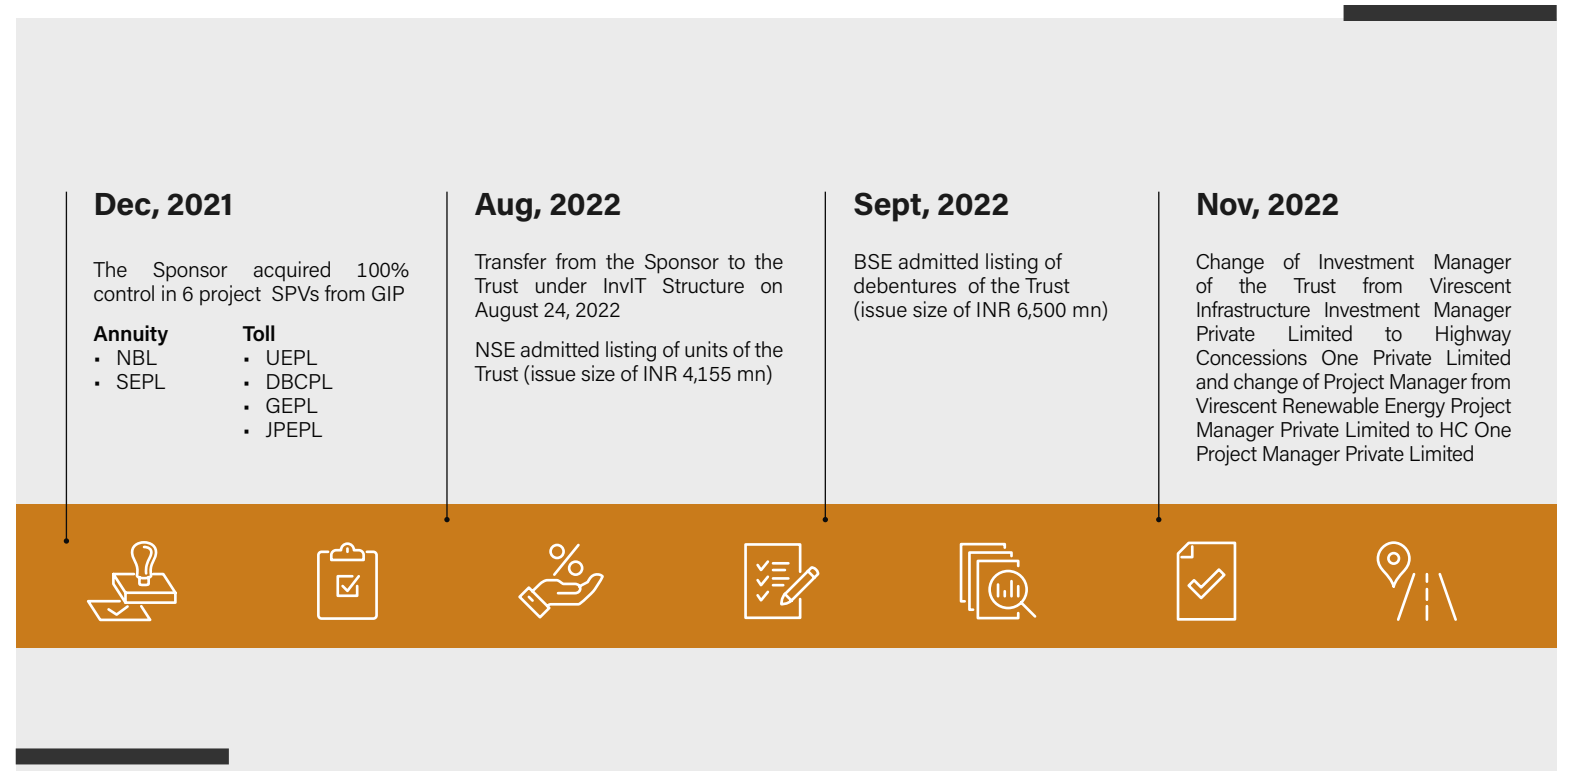 Dec, 2021
The Sponsor acquired 100%
control in 6 project SPVs from GIP
Annuity
▪ NBL
▪ SEPL
Toll
▪ UEPL
▪ DBCPL
▪ GEPL
▪ JPEPL
Aug, 2022
Transfer from the Sponsor to the
Trust under InvIT Structure on
August 24, 2022
NSE admitted listing of units of the
Trust (issue size of INR 4,155 mn)
Sept, 2022
BSE admitted listing of
debentures of the Trust
(issue size of INR 6,500 mn)
Nov, 2022
Change of Investment Manager
of the Trust from Virescent
Infrastructure Investment Manager
Private Limited to Highway
Concessions One Private Limited
and change of Project Manager from
Virescent Renewable Energy Project
Manager Private Limited to HC One
Project Manager Private Limited